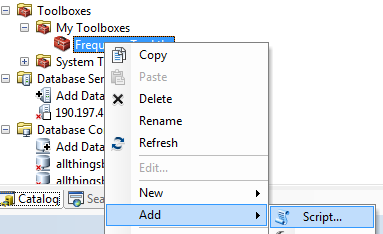 Toolboxes
My Toolboxes
System T
Database Ser
Add Data
190.197.4
Database Co
Add Data
allthingsb
allthingsb
Catalog
Sea
Copy
Paste
Delete
Rename
Refresh
Edit...
New
Add
Script...